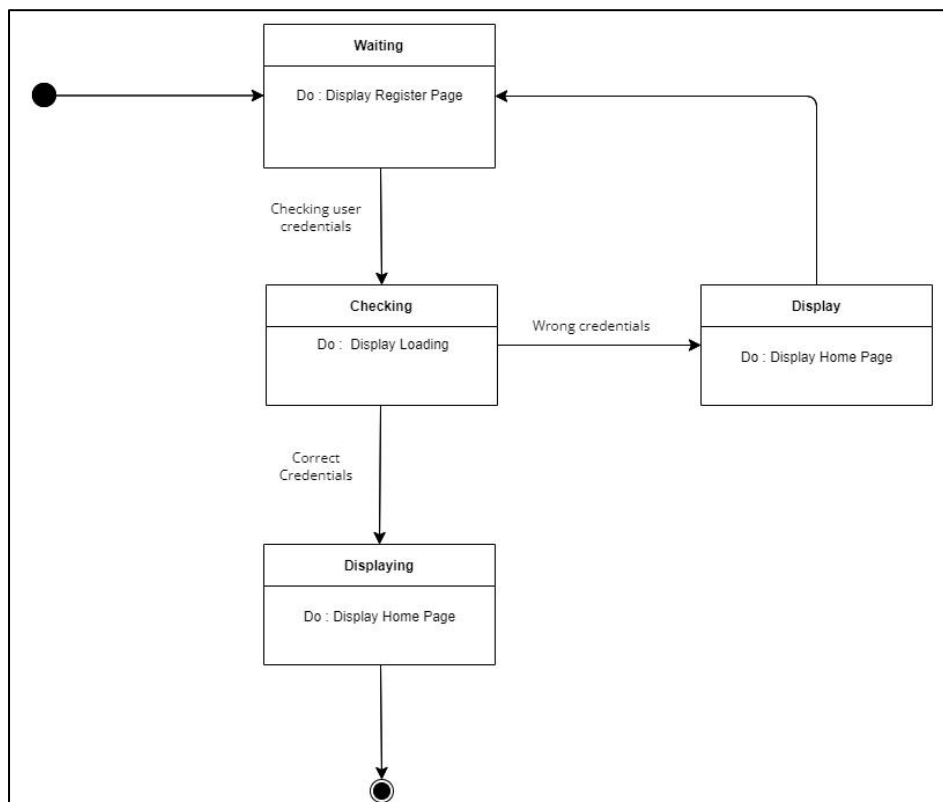 Waiting
Do : Display Register Page
Checking user
credentials
Checking
Do : Display Loading
Wrong credentials
Display
Do : Display Home Page
Correct
Credentials
Displaying
Do : Display Home Page